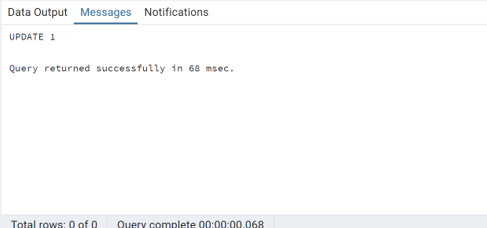 Data Output Messages Notifications
UPDATE 1
Query returned successfully in 68 msec.
Total rows: 0 of 0 Query complete 00:00:00.068